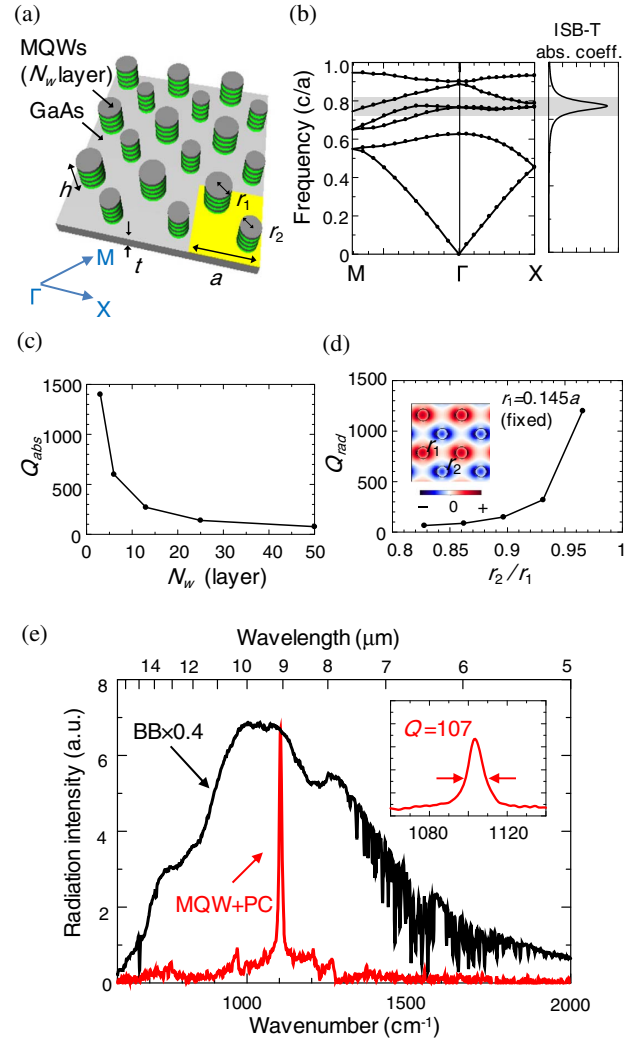 (a)
MQWs
(N_w layer)
GaAs
h
r₁
r₂
t
a
M
Γ
X
(b)
ISB-T
abs. coeff.
Frequency (c/a)
1.0
0.8
0.6
0.4
0.2
0
M
Γ
X
(c)
Q_abs
1500
1000
500
0
0
10
20
30
40
50
N_w (layer)
(d)
Q_rad
1500
1000
500
0
r₁=0.145a
(fixed)
r₁
r₂
− 0 +
0.8
0.85
0.9
0.95
1
r₂/r₁
(e)
Wavelength (μm)
14
12
10
9
8
7
6
5
Radiation intensity (a.u.)
8
6
4
2
0
BB×0.4
MQW+PC
Q=107
1080
1120
1000
1500
2000
Wavenumber (cm⁻¹)